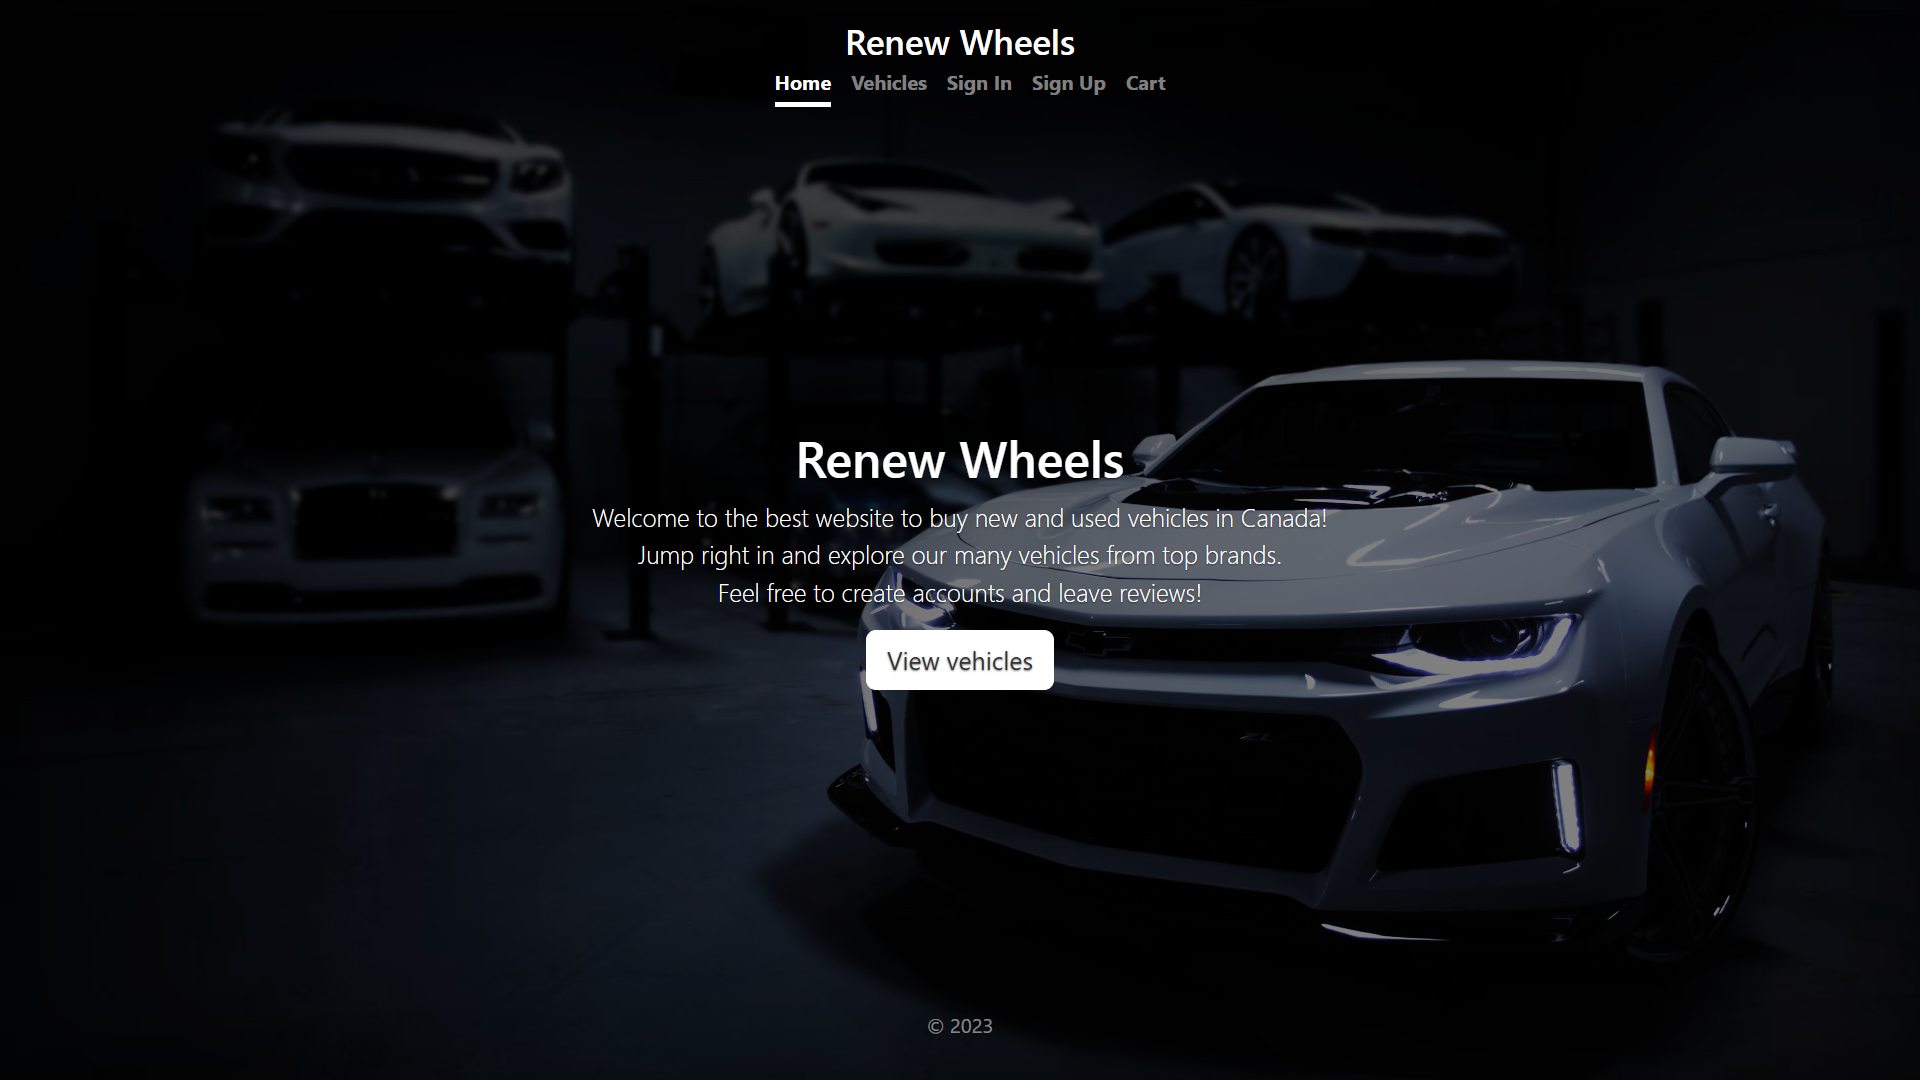 Renew Wheels
Home Vehicles Sign In Sign Up Cart
Renew Wheels
Welcome to the best website to buy new and used vehicles in Canada!
Jump right in and explore our many vehicles from top brands.
Feel free to create accounts and leave reviews!
View vehicles
ZL1
© 2023